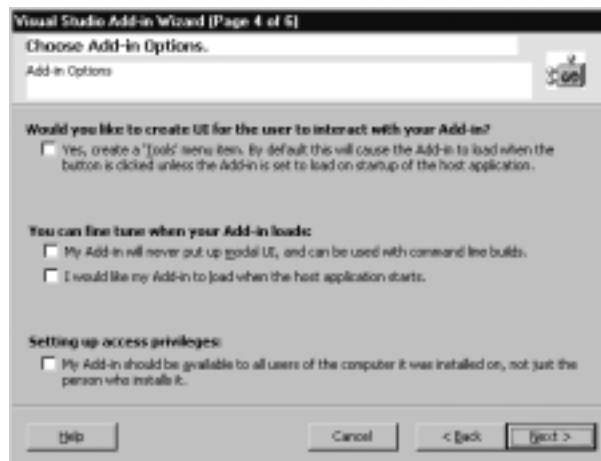 Visual Studio Add-in Wizard (Page 4 of 6)
Choose Add-in Options.
Add-in Options
Would you like to create UI for the user to interact with your Add-in?
Yes, create a 'Tools' menu item. By default this will cause the Add-in to load when the
button is clicked unless the Add-in is set to load on startup of the host application.
You can fine tune when your Add-in loads:
My Add-in will never put up modal UI, and can be used with command line builds.
I would like my Add-in to load when the host application starts.
Setting up access privileges:
My Add-in should be available to all users of the computer it was installed on, not just the
person who installs it.
Help
Cancel
< Back
Next >